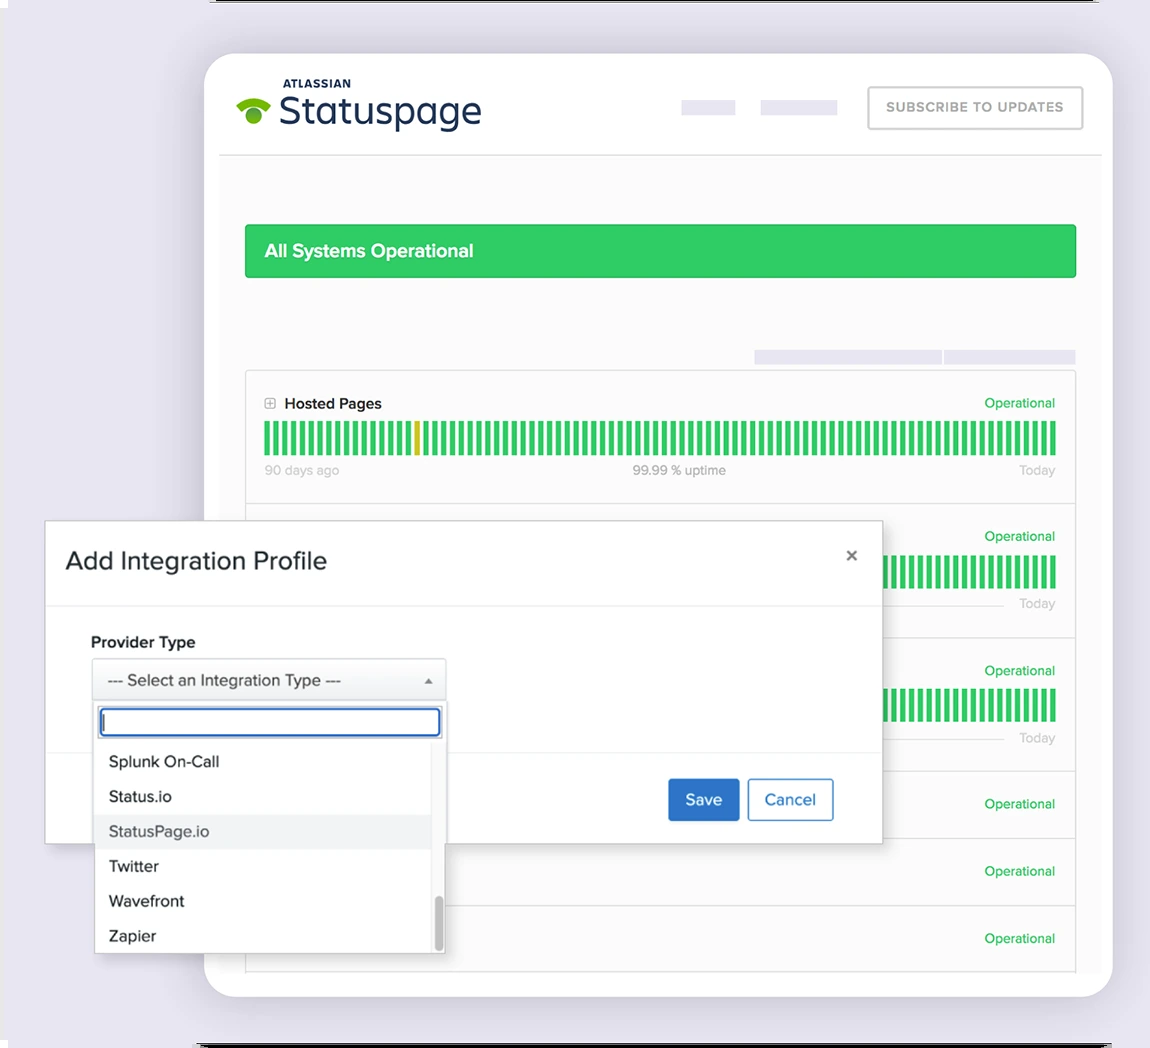 ATLASSIAN
Statuspage
SUBSCRIBE TO UPDATES
All Systems Operational
Hosted Pages
Operational
90 days ago
99.99 % uptime
Today
Operational
Today
Operational
Today
Operational
Operational
Operational
Add Integration Profile
×
Provider Type
--- Select an Integration Type ---
Splunk On-Call
Status.io
StatusPage.io
Twitter
Wavefront
Zapier
Save
Cancel